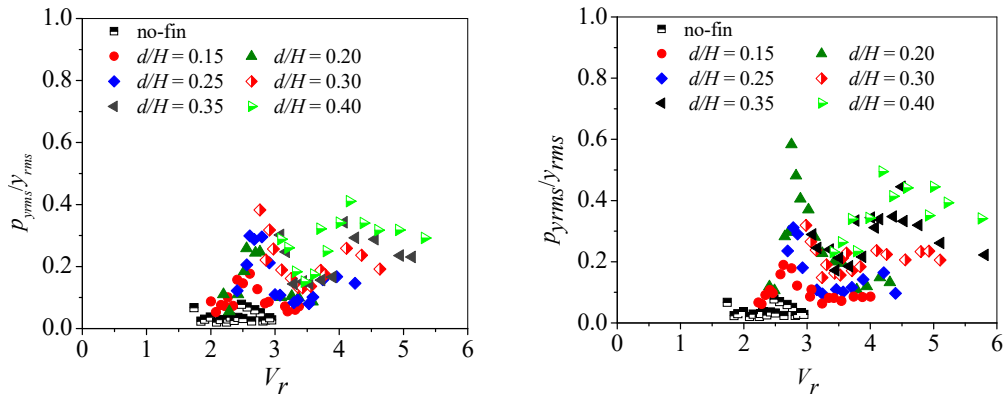 1.0
no-fin
d/H = 0.15
d/H = 0.20
0.8
d/H = 0.25
d/H = 0.30
d/H = 0.35
d/H = 0.40
0.6
p_yrms/y_rms
0.4
0.2
0.0
0 1 2 3 4 5 6
V_r
1.0
no-fin
d/H = 0.15
d/H = 0.20
0.8
d/H = 0.25
d/H = 0.30
d/H = 0.35
d/H = 0.40
0.6
p_yrms/y_rms
0.4
0.2
0.0
0 1 2 3 4 5 6
V_r